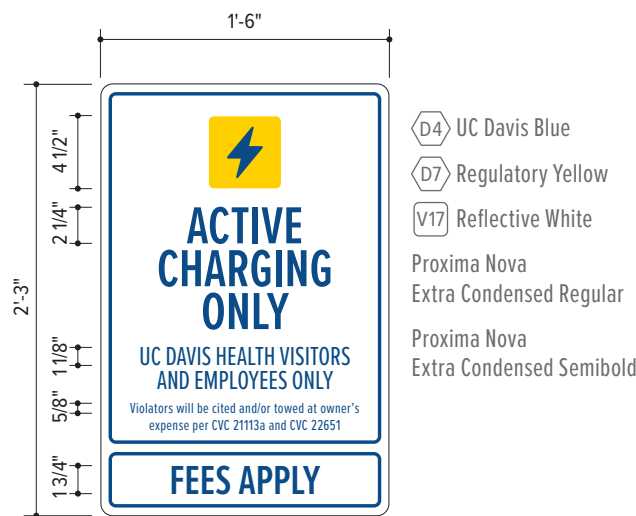 1'-6"
2'-3"
4 1/2"
2 1/4"
1 1/8"
5/8"
1 3/4"
ACTIVE
CHARGING
ONLY
UC DAVIS HEALTH VISITORS
AND EMPLOYEES ONLY
Violators will be cited and/or towed at owner's
expense per CVC 21113a and CVC 22651
FEES APPLY
D4 UC Davis Blue
D7 Regulatory Yellow
V17 Reflective White
Proxima Nova
Extra Condensed Regular
Proxima Nova
Extra Condensed Semibold